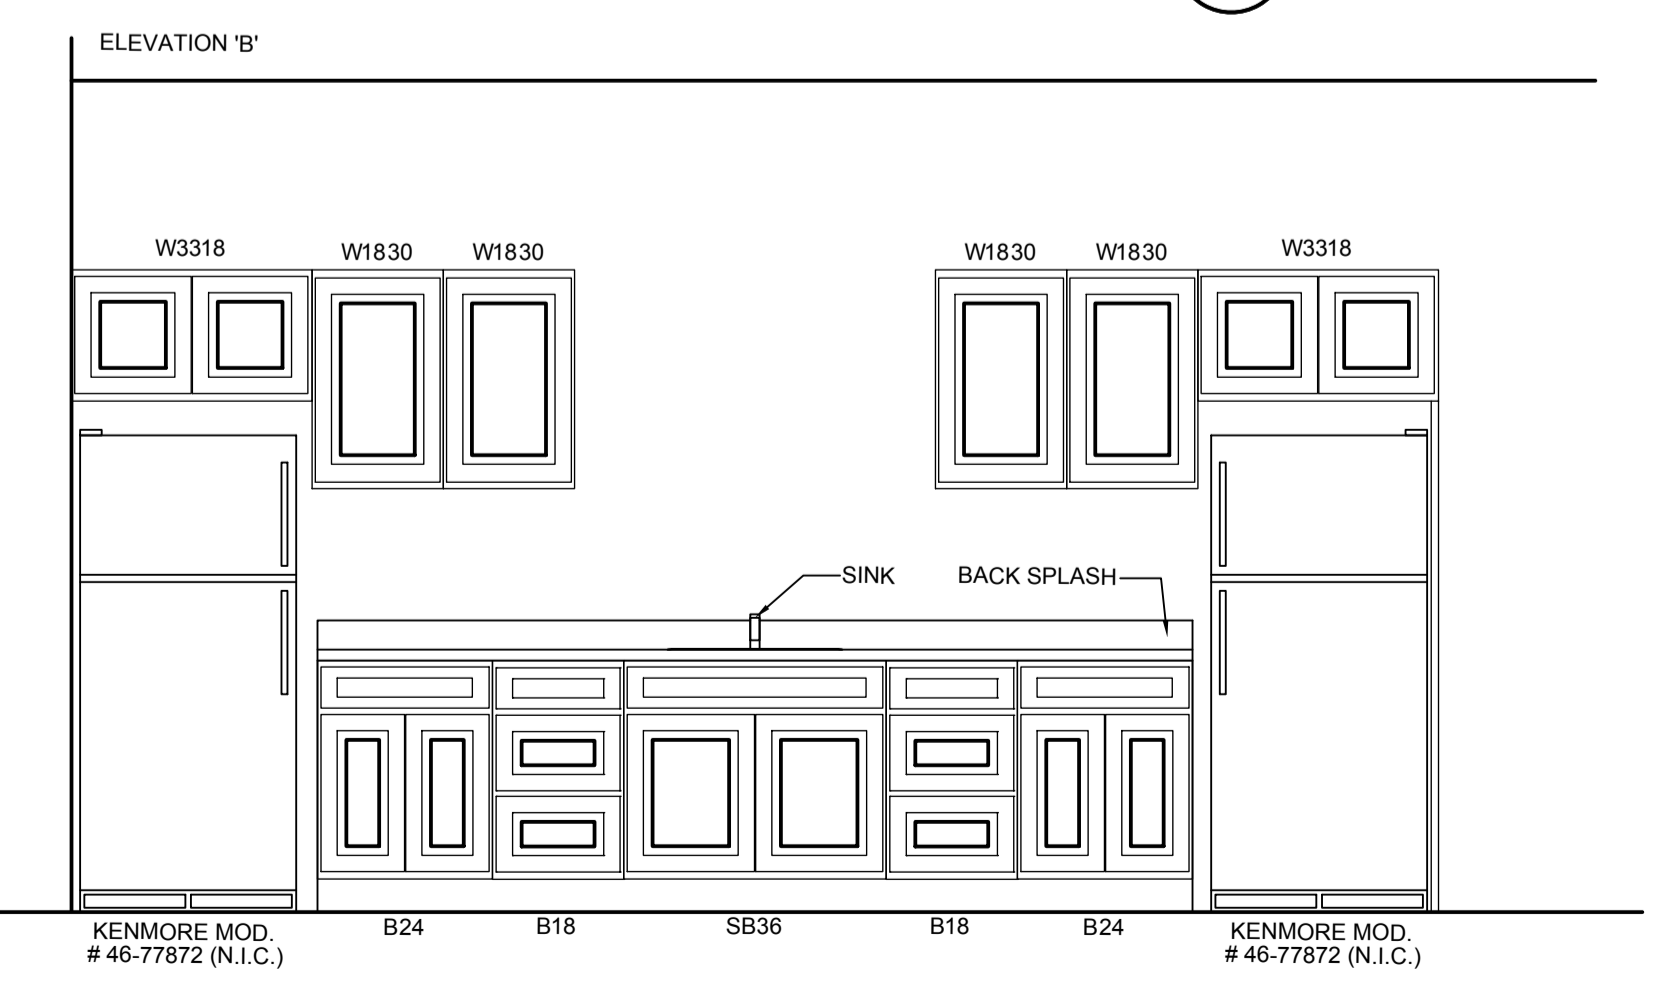 ELEVATION 'B'
W3318
W1830
W1830
W1830
W1830
W3318
SINK
BACK SPLASH
KENMORE MOD.
# 46-77872 (N.I.C.)
B24
B18
SB36
B18
B24
KENMORE MOD.
# 46-77872 (N.I.C.)